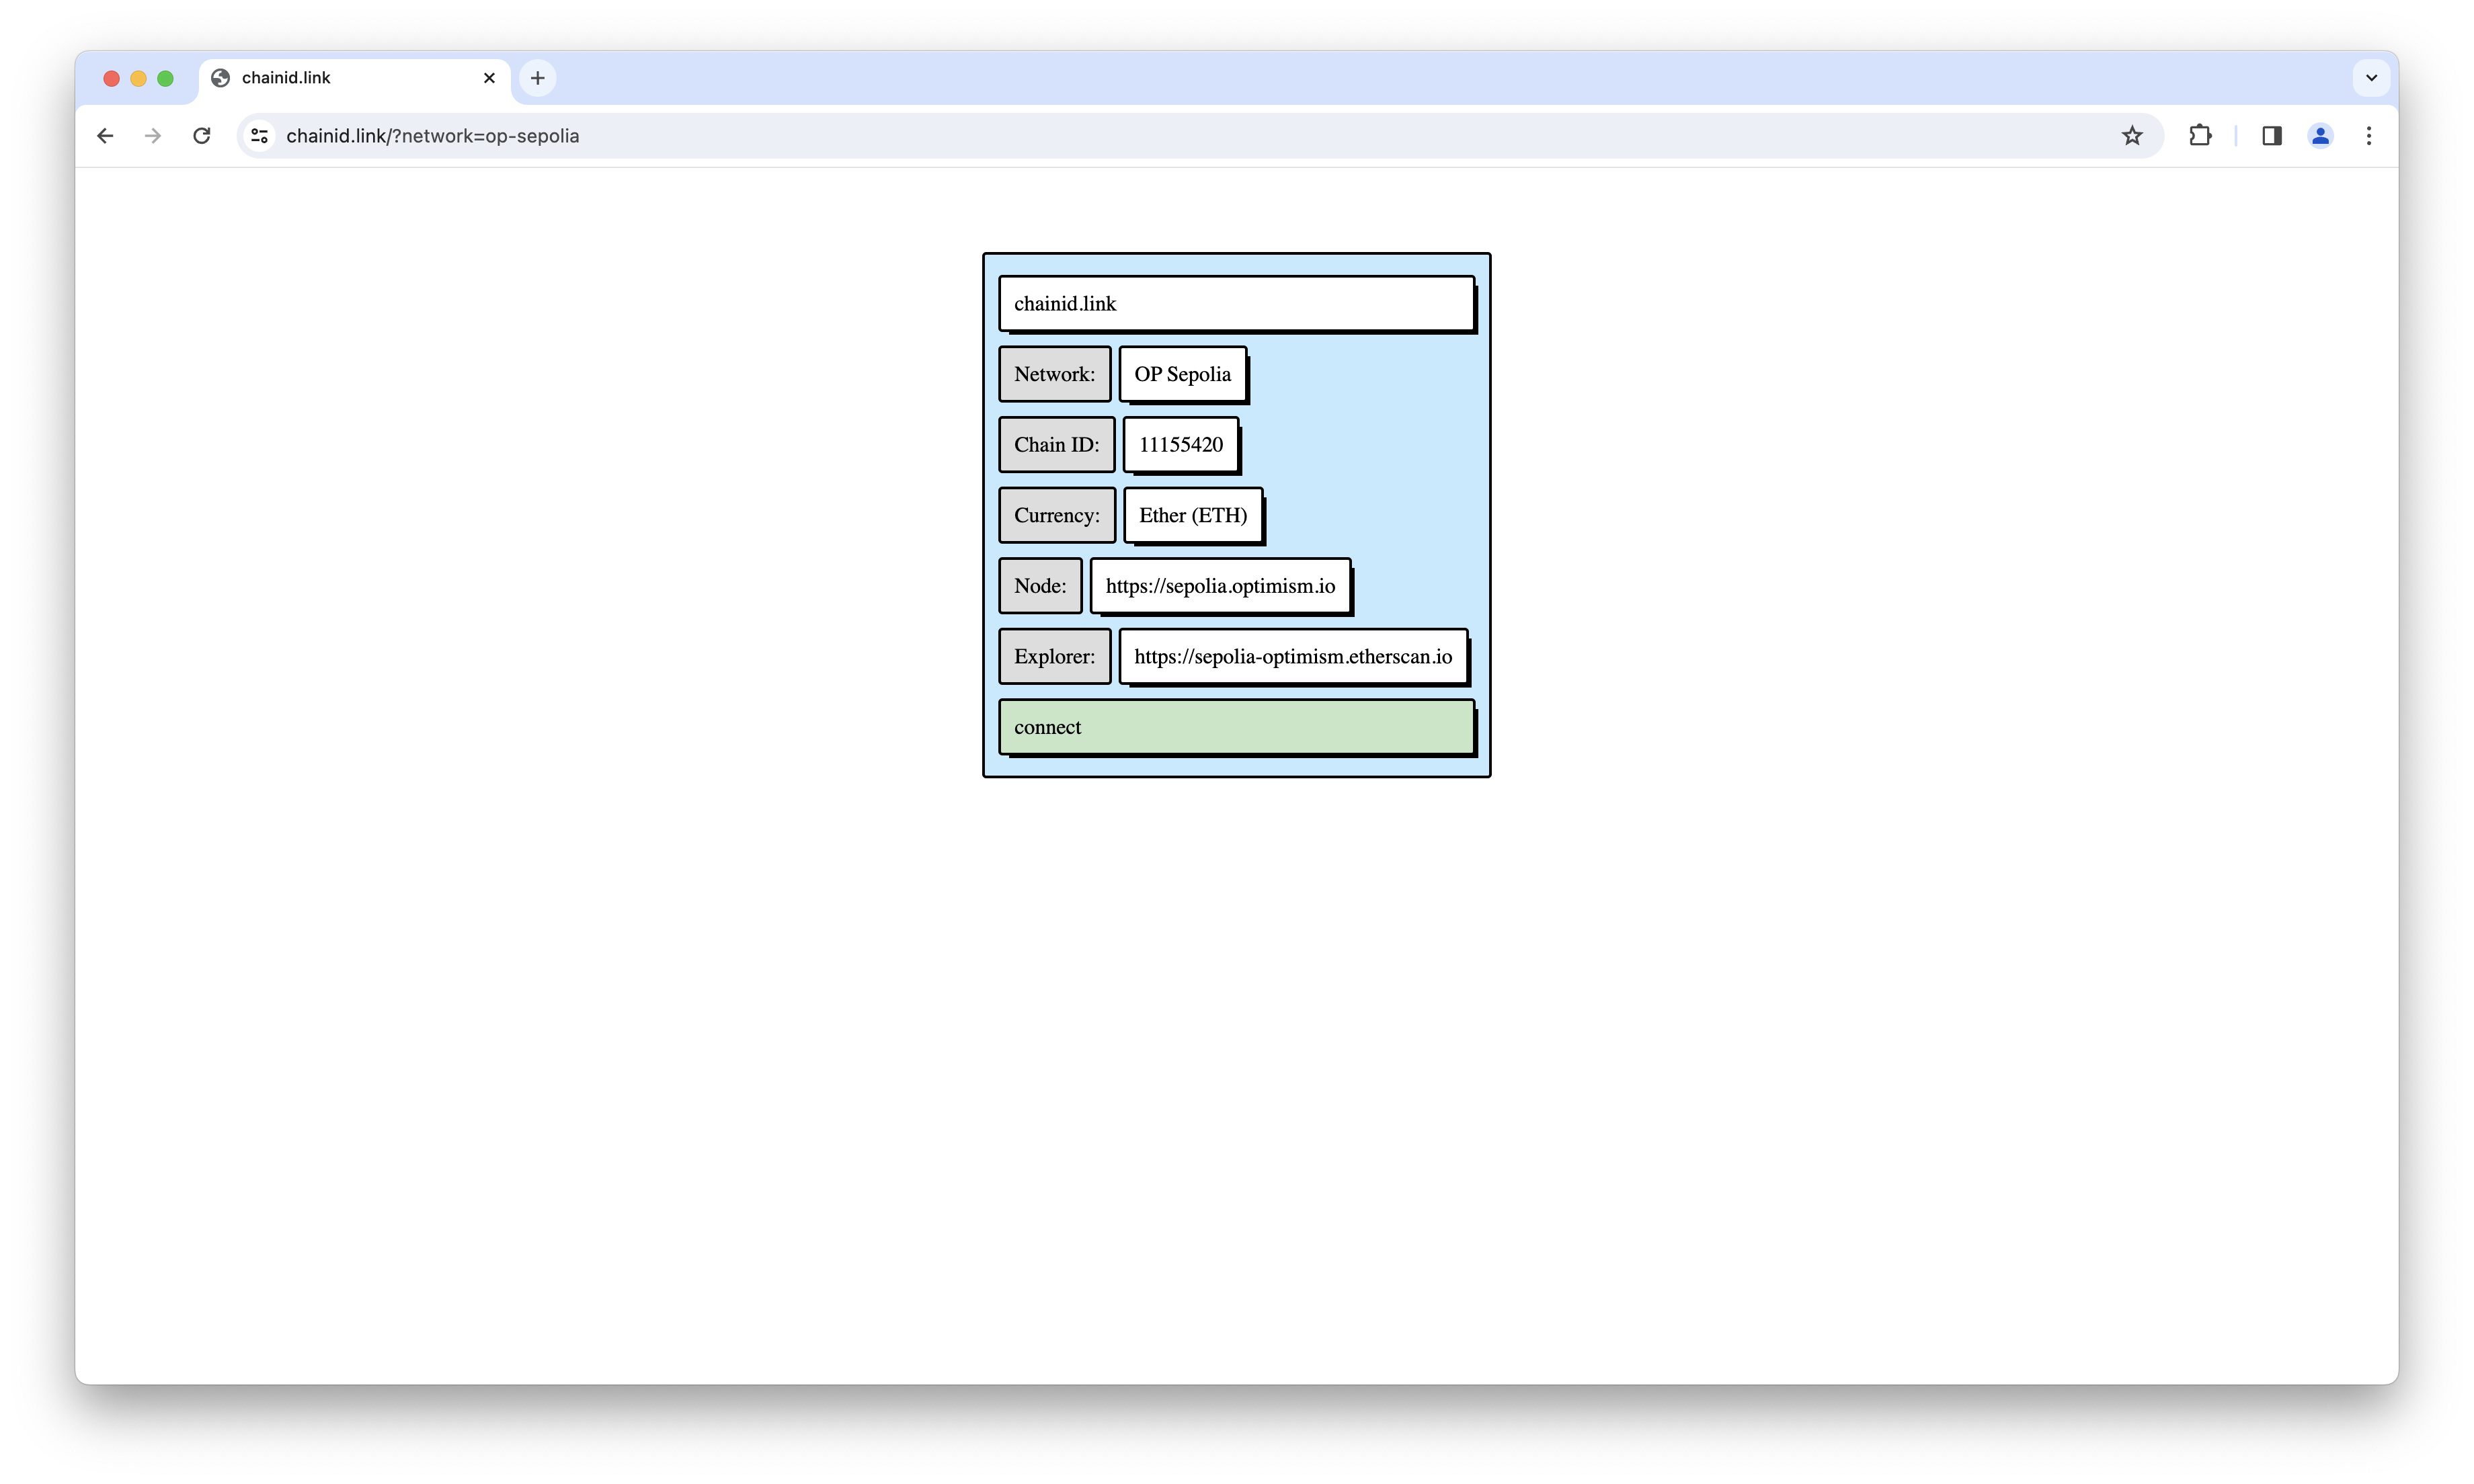 chainid.link
chainid.link/?network=op-sepolia
chainid.link
Network: OP Sepolia
Chain ID: 11155420
Currency: Ether (ETH)
Node: https://sepolia.optimism.io
Explorer: https://sepolia-optimism.etherscan.io
connect